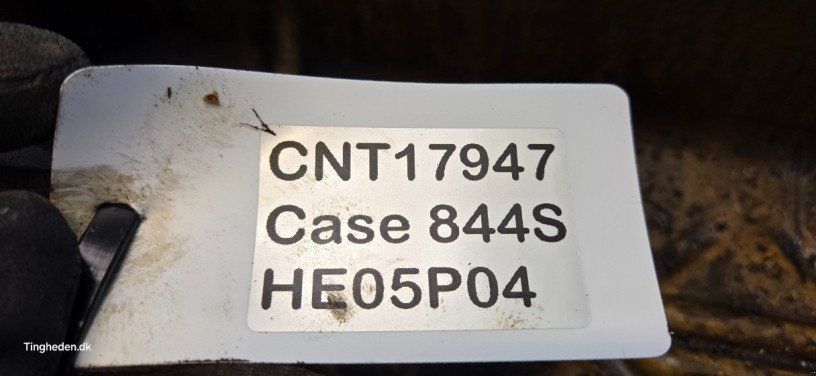 CNT17947
Case 844S
HE05P04
Tingheden.dk